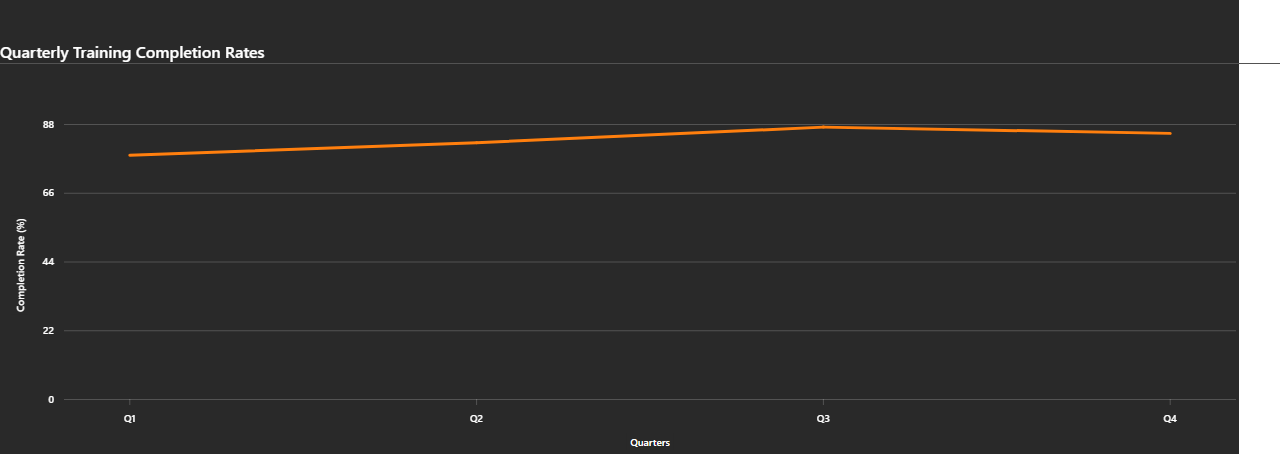 Quarterly Training Completion Rates
88
66
44
22
0
Completion Rate (%)
Q1 Q2 Q3 Q4
Quarters